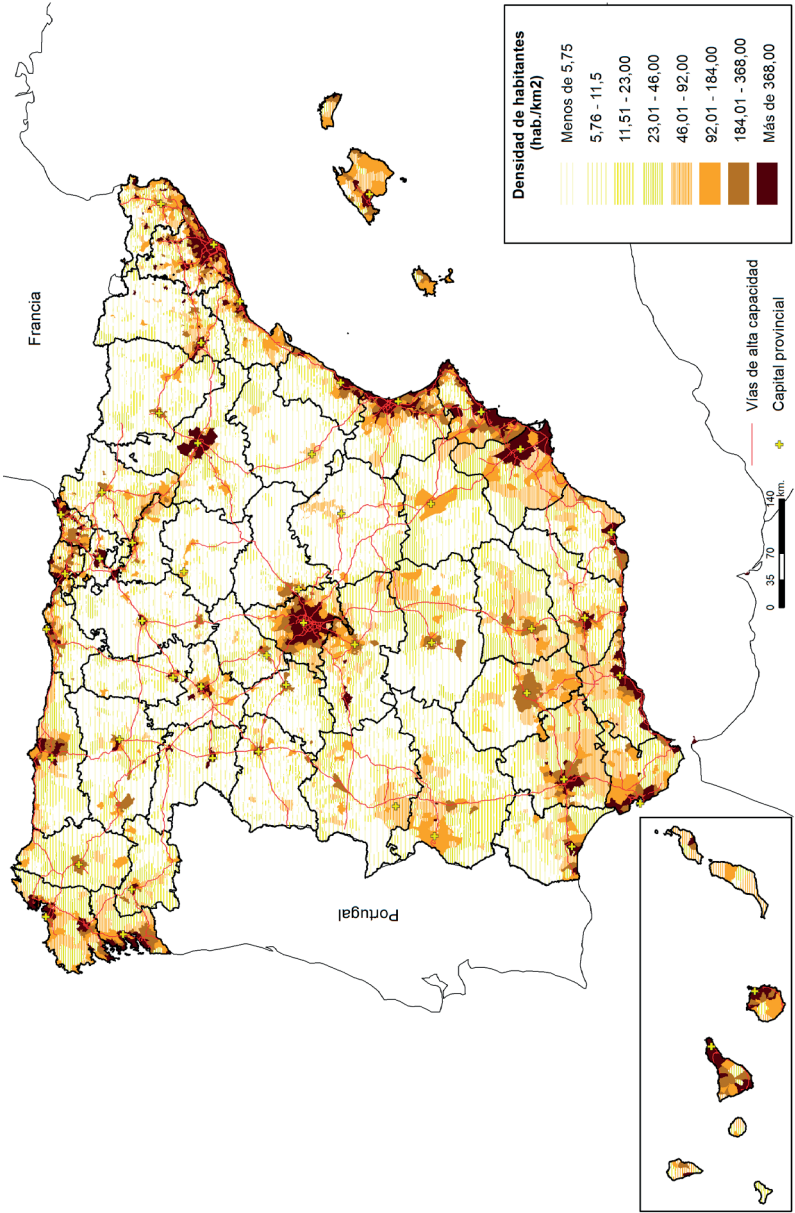 Francia
Portugal
Densidad de habitantes
(hab./km2)
Menos de 5,75
5,76 - 11,5
11,51 - 23,00
23,01 - 46,00
46,01 - 92,00
92,01 - 184,00
184,01 - 368,00
Más de 368,00
Vías de alta capacidad
Capital provincial
0 35 70 140
km.